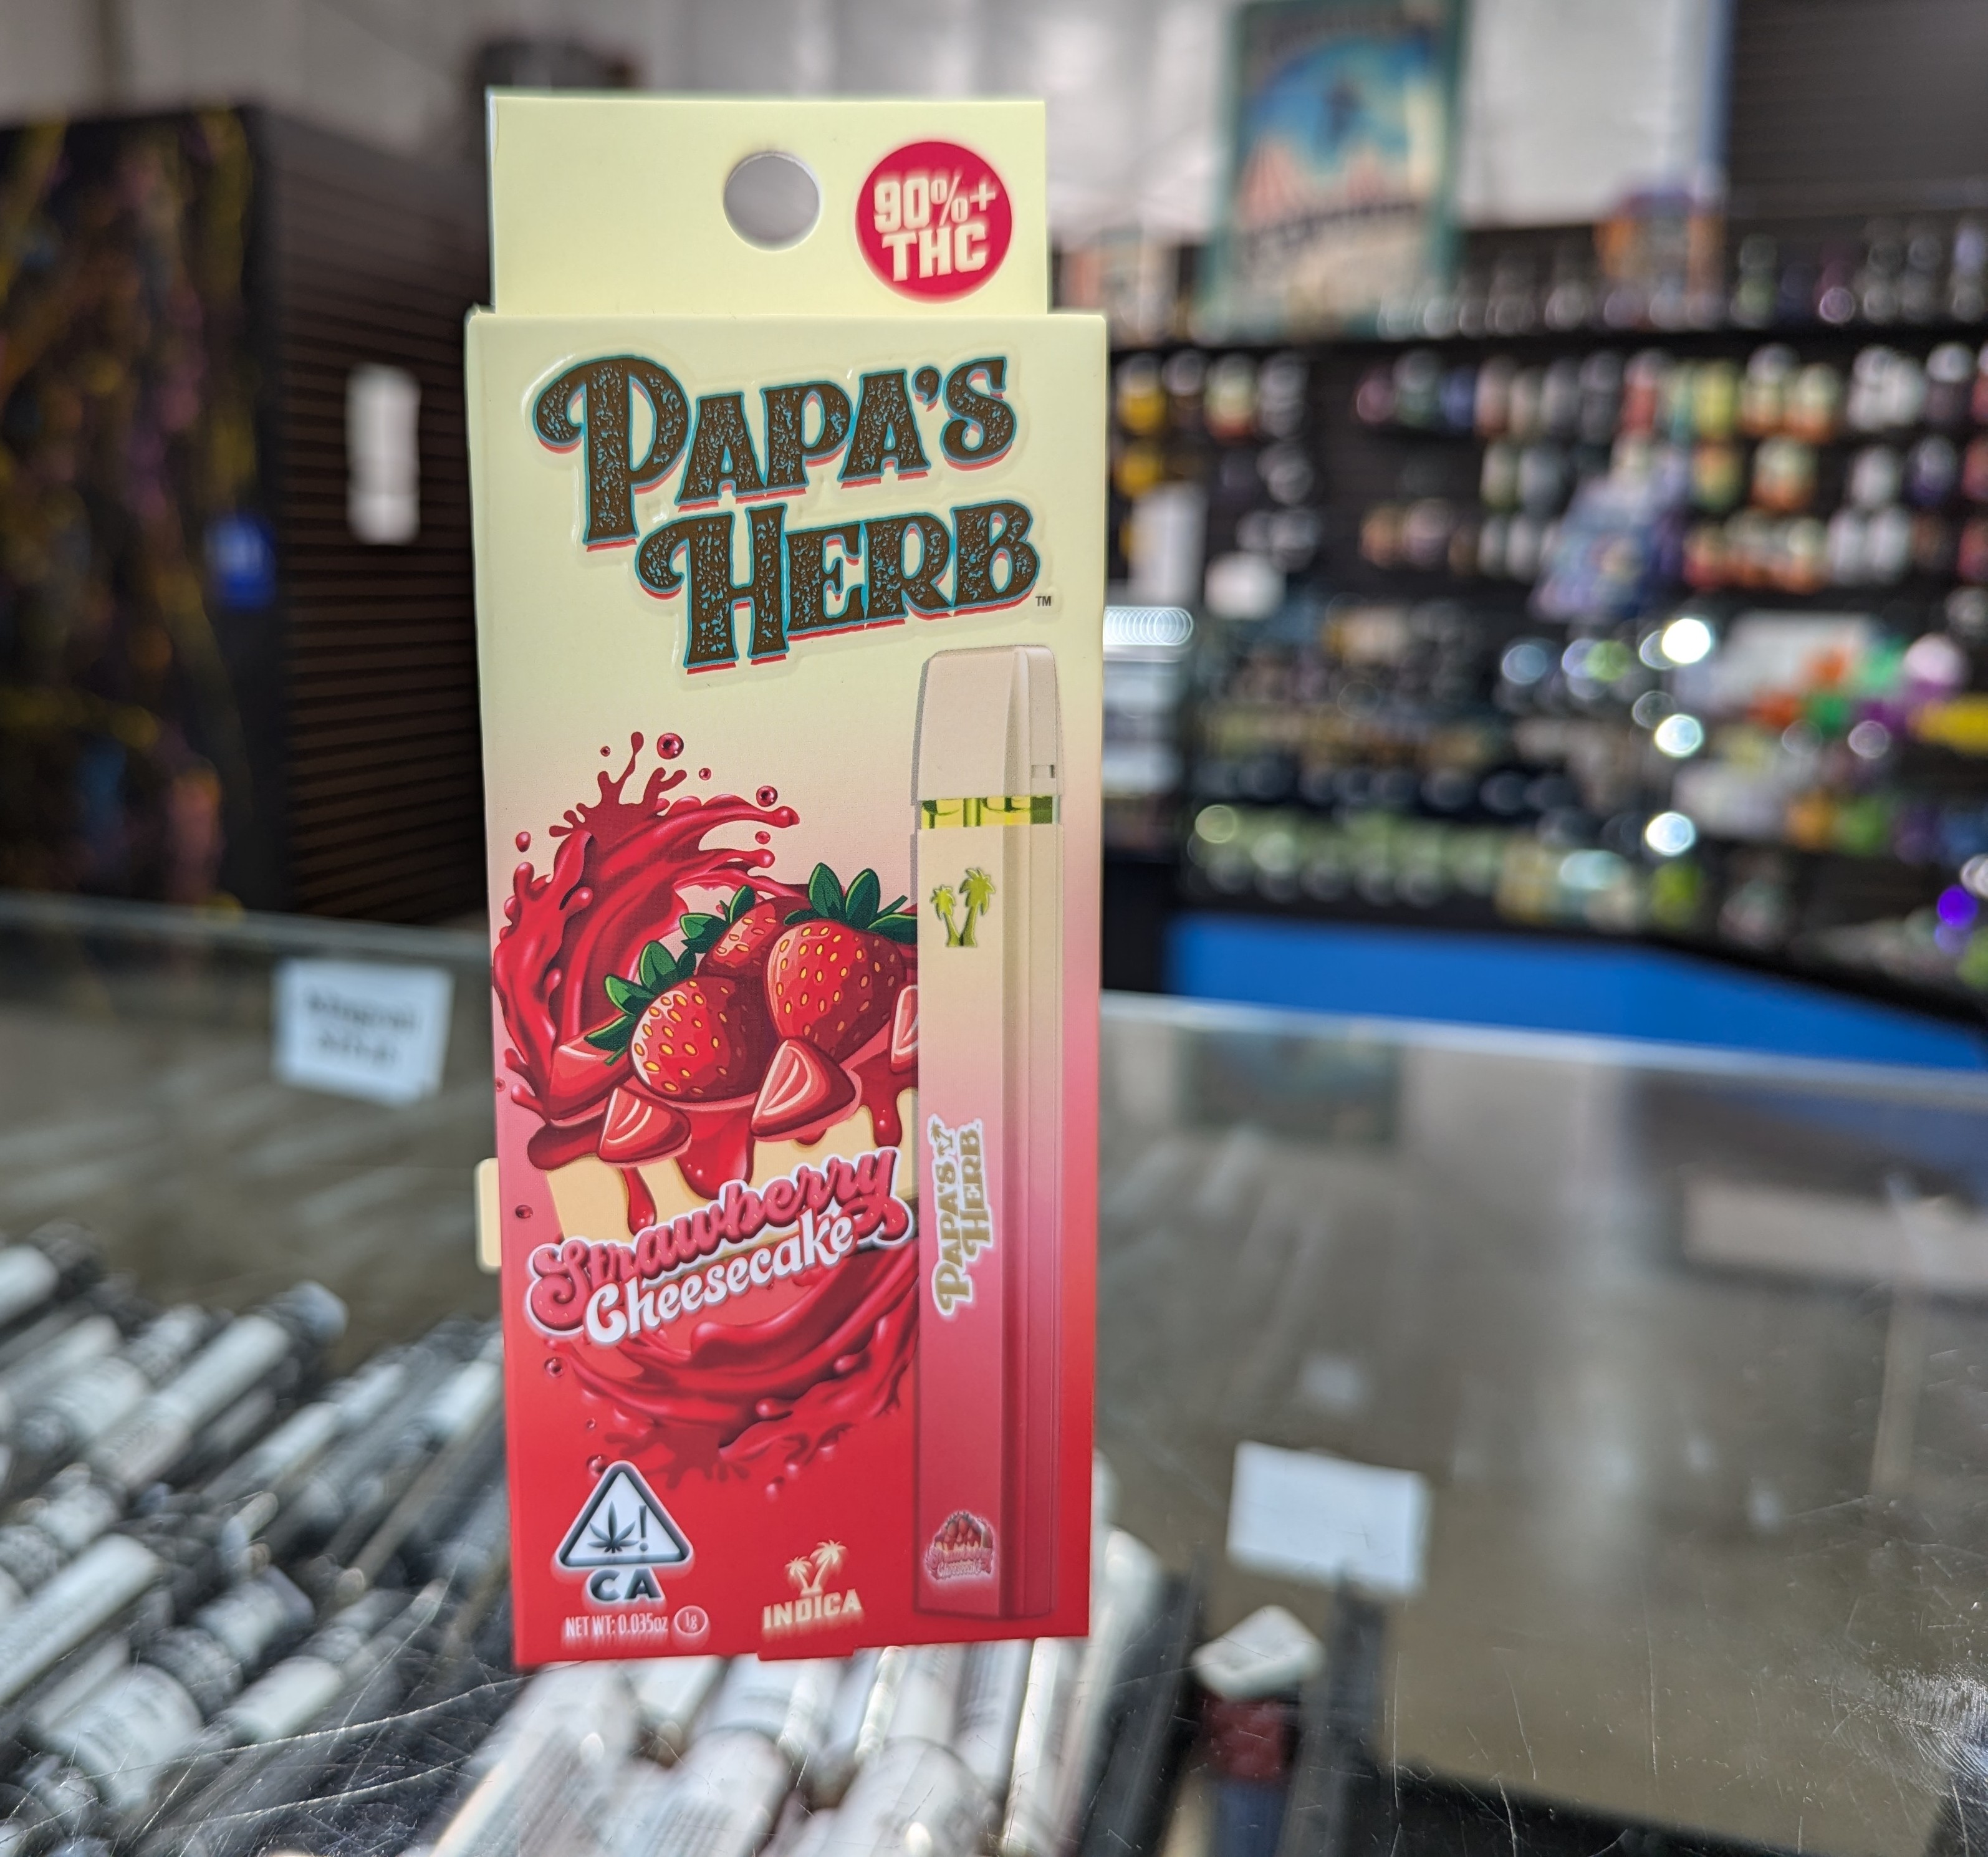 90%+
THC
PAPA'S
HERB
TM
PAPA'S
HERB
Strawberry
Cheesecake
CA
NET WT: 0.035oz 1g
INDICA